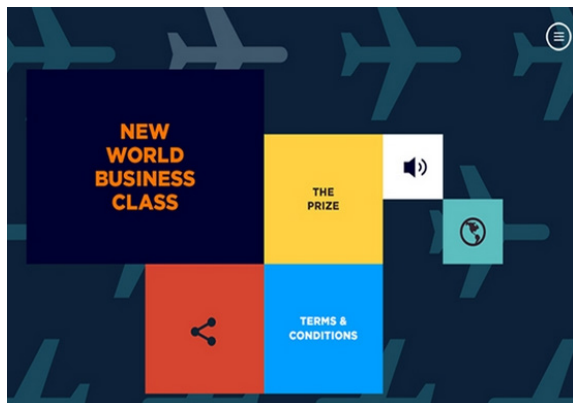 NEW
WORLD
BUSINESS
CLASS
THE
PRIZE
TERMS &
CONDITIONS